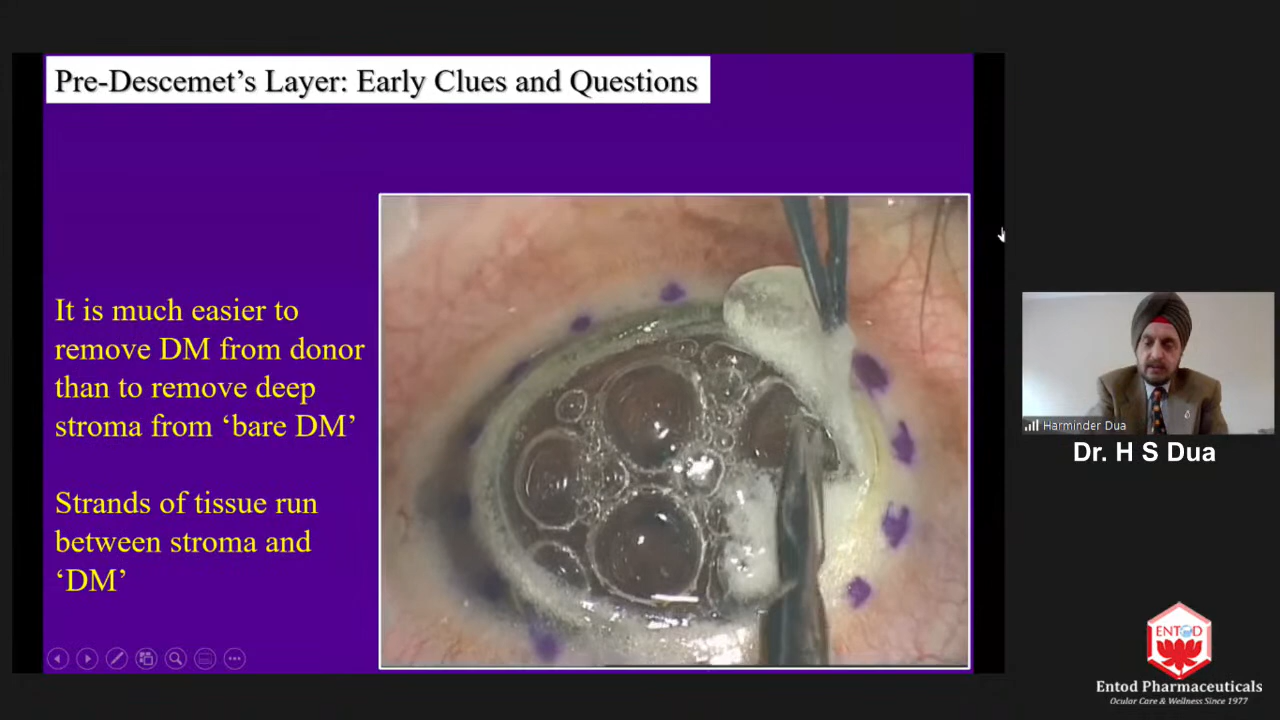 Pre-Descemet’s Layer: Early Clues and Questions
It is much easier to
remove DM from donor
than to remove deep
stroma from ‘bare DM’
Strands of tissue run
between stroma and
‘DM’
Harminder Dua
Dr. H S Dua
ENTOD
Entod Pharmaceuticals
Ocular Care & Wellness Since 1977